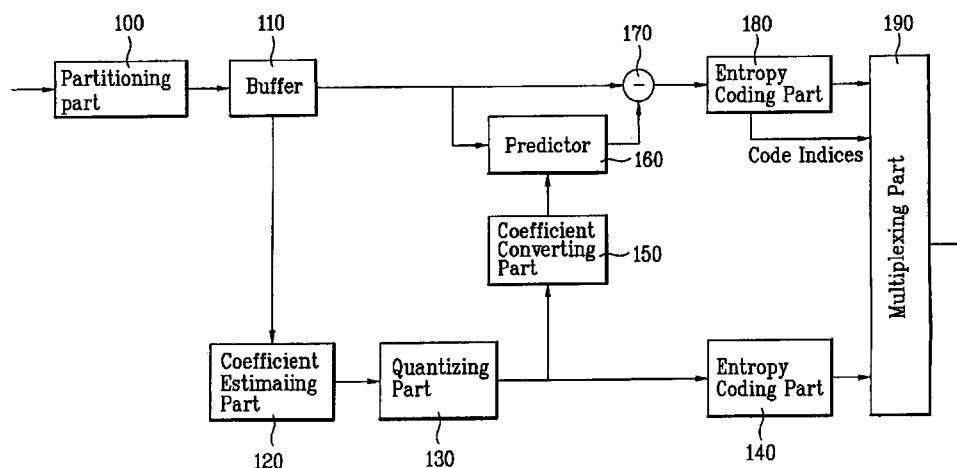 100
110
170
180
190
Partitioning
part
Buffer
−
Entropy
Coding Part
Predictor
160
Code Indices
Coefficient
Converting
Part
150
Multiplexing Part
Coefficient
Estimaiing
Part
Quantizing
Part
Entropy
Coding Part
120
130
140